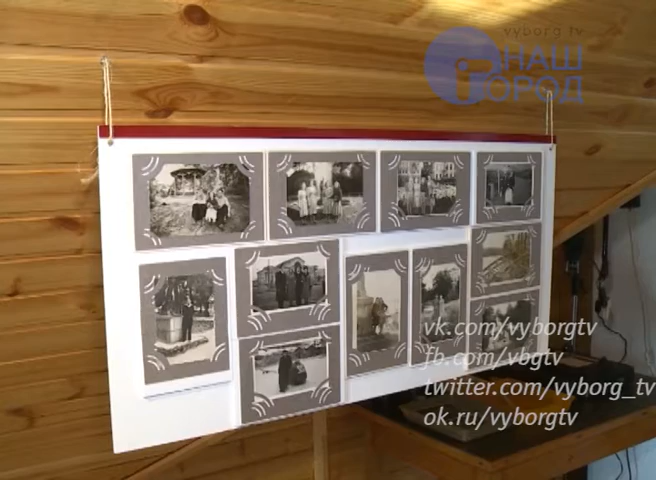 vyborg tv
НАШ
ГОРОД
vk.com/vyborgtv
fb.com/vbgtv
twitter.com/vyborg_tv
ok.ru/vyborgtv